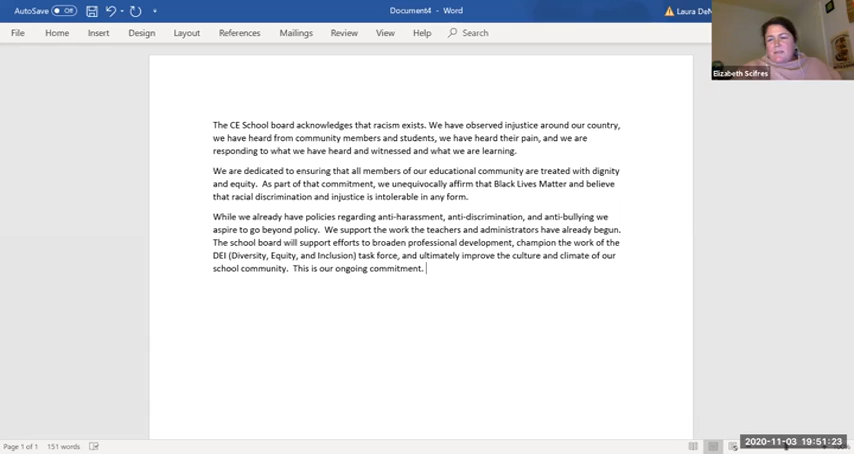 AutoSave Off Document4 - Word Laura DeN
File Home Insert Design Layout References Mailings Review View Help Search
Elizabeth Scifres
The CE School board acknowledges that racism exists. We have observed injustice around our country,
we have heard from community members and students, we have heard their pain, and we are
responding to what we have heard and witnessed and what we are learning.
We are dedicated to ensuring that all members of our educational community are treated with dignity
and equity. As part of that commitment, we unequivocally affirm that Black Lives Matter and believe
that racial discrimination and injustice is intolerable in any form.
While we already have policies regarding anti-harassment, anti-discrimination, and anti-bullying we
aspire to go beyond policy. We support the work the teachers and administrators have already begun.
The school board will support efforts to broaden professional development, champion the work of the
DEI (Diversity, Equity, and Inclusion) task force, and ultimately improve the culture and climate of our
school community. This is our ongoing commitment.
Page 1 of 1 151 words
2020-11-03 19:51:23